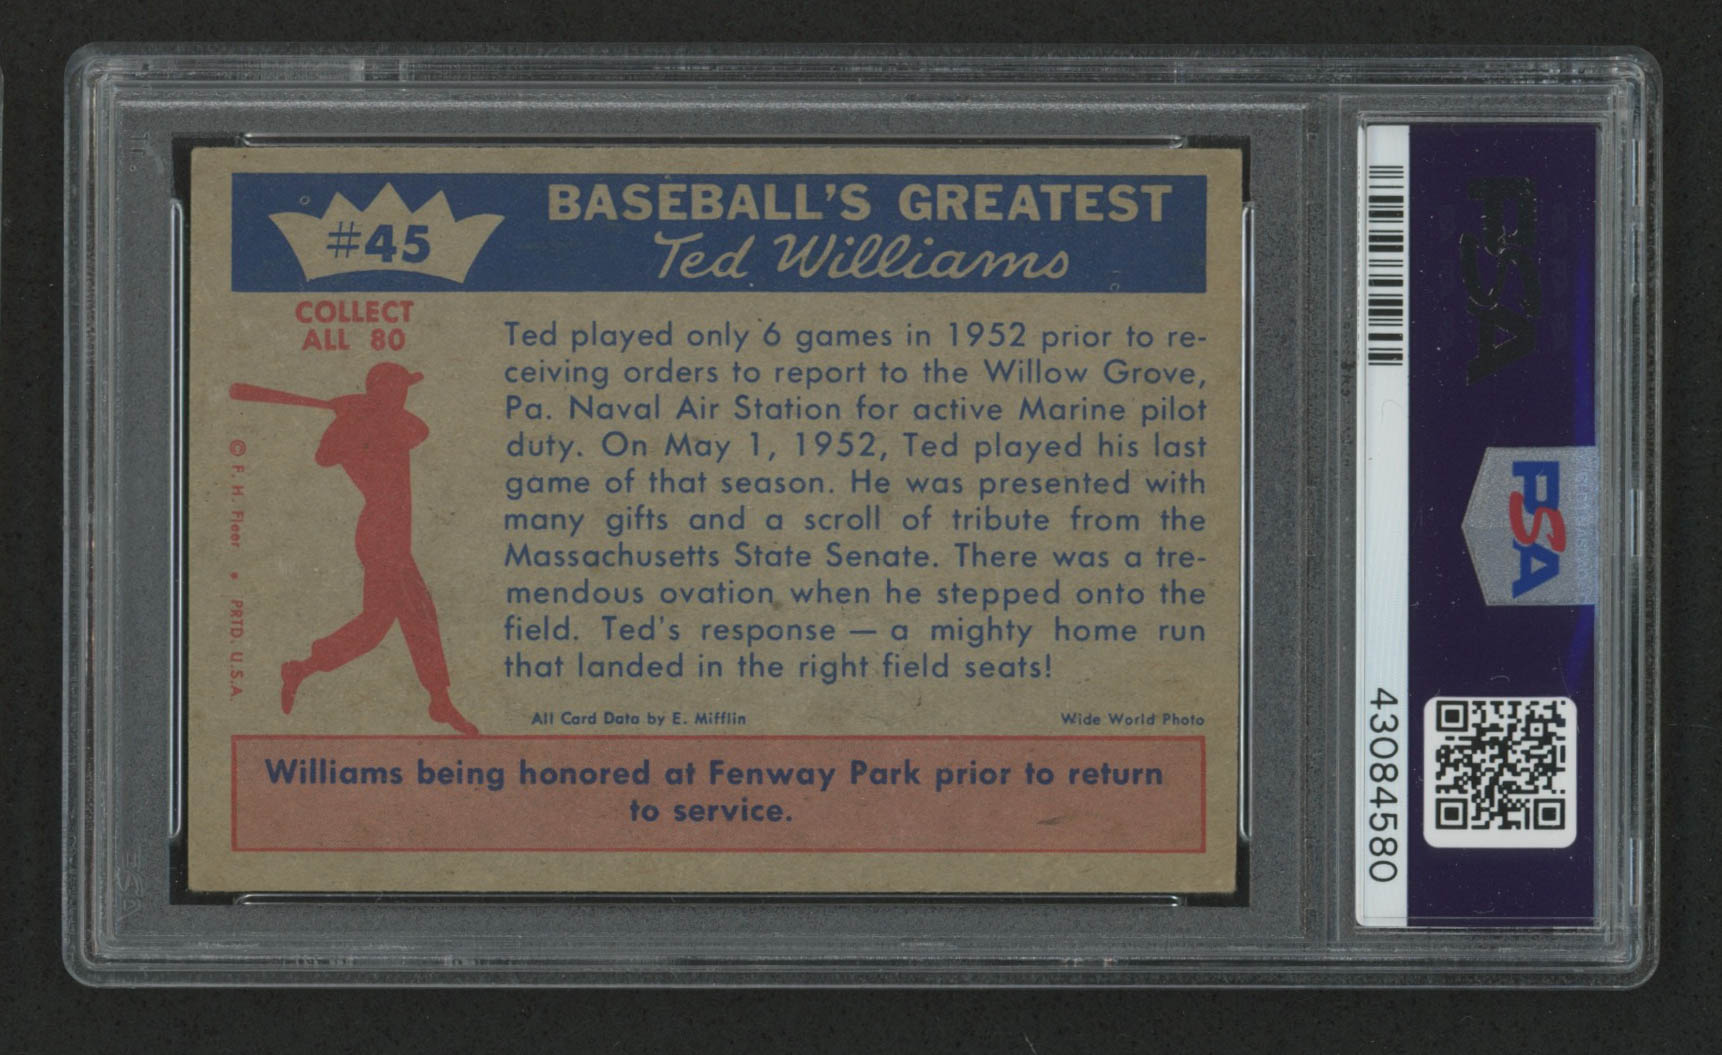 #45
BASEBALL'S GREATEST
Ted Williams
COLLECT
ALL 80
Ted played only 6 games in 1952 prior to re-
ceiving orders to report to the Willow Grove,
Pa. Naval Air Station for active Marine pilot
duty. On May 1, 1952, Ted played his last
game of that season. He was presented with
many gifts and a scroll of tribute from the
Massachusetts State Senate. There was a tre-
mendous ovation when he stepped onto the
field. Ted's response — a mighty home run
that landed in the right field seats!
© F. H. Fleer • PRTD. U.S.A.
All Card Data by E. Mifflin
Wide World Photo
Williams being honored at Fenway Park prior to return
to service.
PSA
PSA
43084580